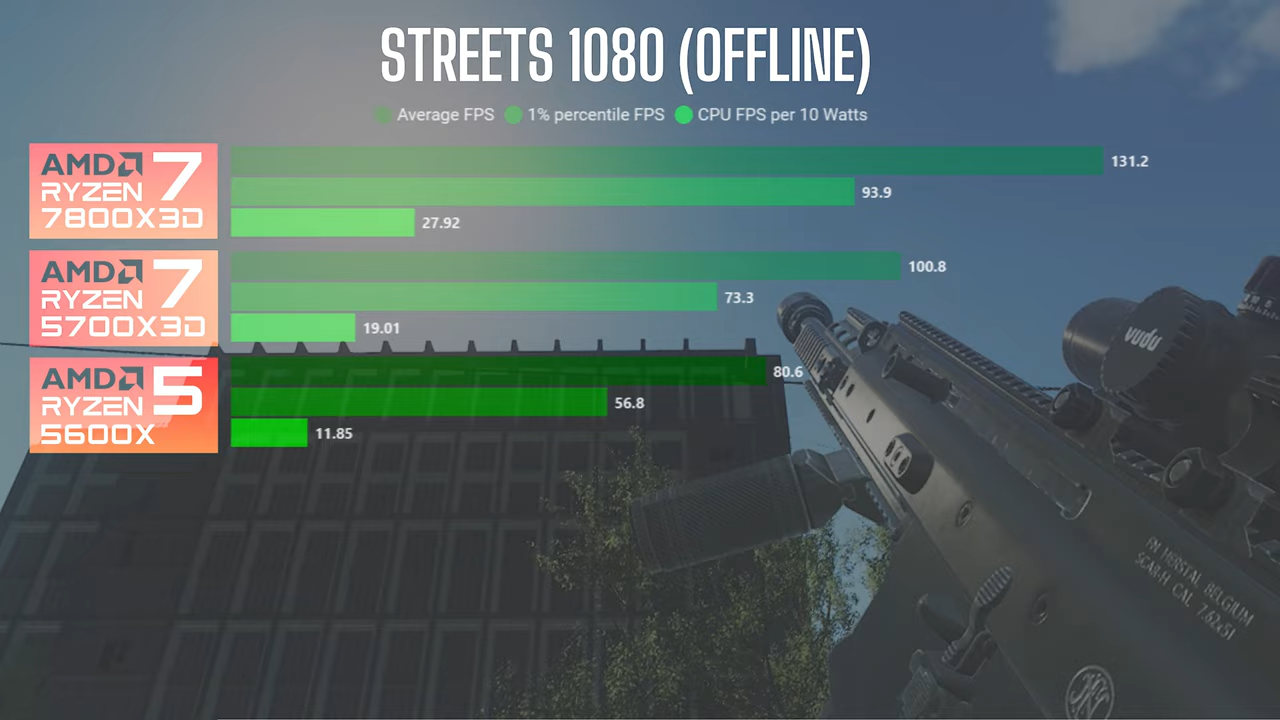 STREETS 1080 (OFFLINE)
Average FPS 1% percentile FPS CPU FPS per 10 Watts
AMD 7
RYZEN
7800X3D
131.2
93.9
27.92
AMD 7
RYZEN
5700X3D
100.8
73.3
19.01
AMD 5
RYZEN
5600X
80.6
56.8
11.85
vudu
FN HERSTAL BELGIUM
SCAR-H CAL. 7.62x51